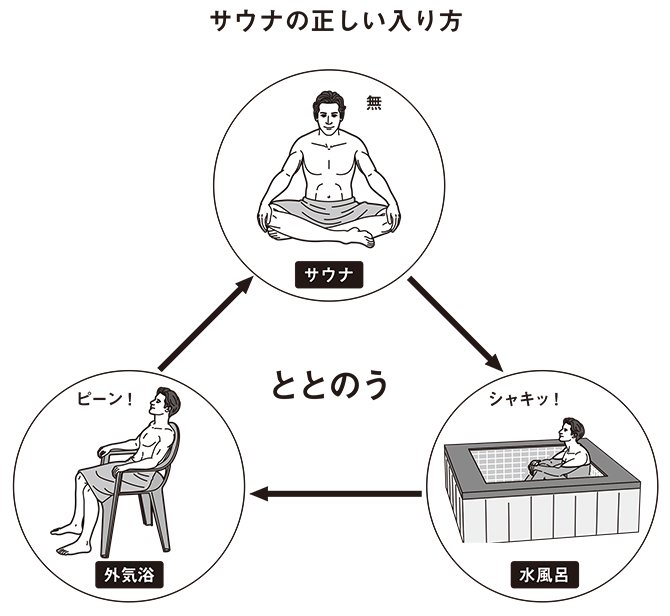 サウナの正しい入り方
無
サウナ
ととのう
ピーン！
シャキッ！
外気浴
水風呂